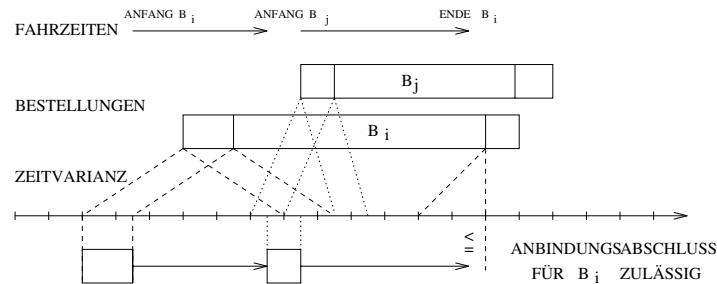 ANFANG B i ANFANG B j ENDE B i
FAHRZEITEN
B j
BESTELLUNGEN
B i
ZEITVARIANZ
<
= ANBINDUNGSABSCHLUSS
FÜR B i ZULÄSSIG